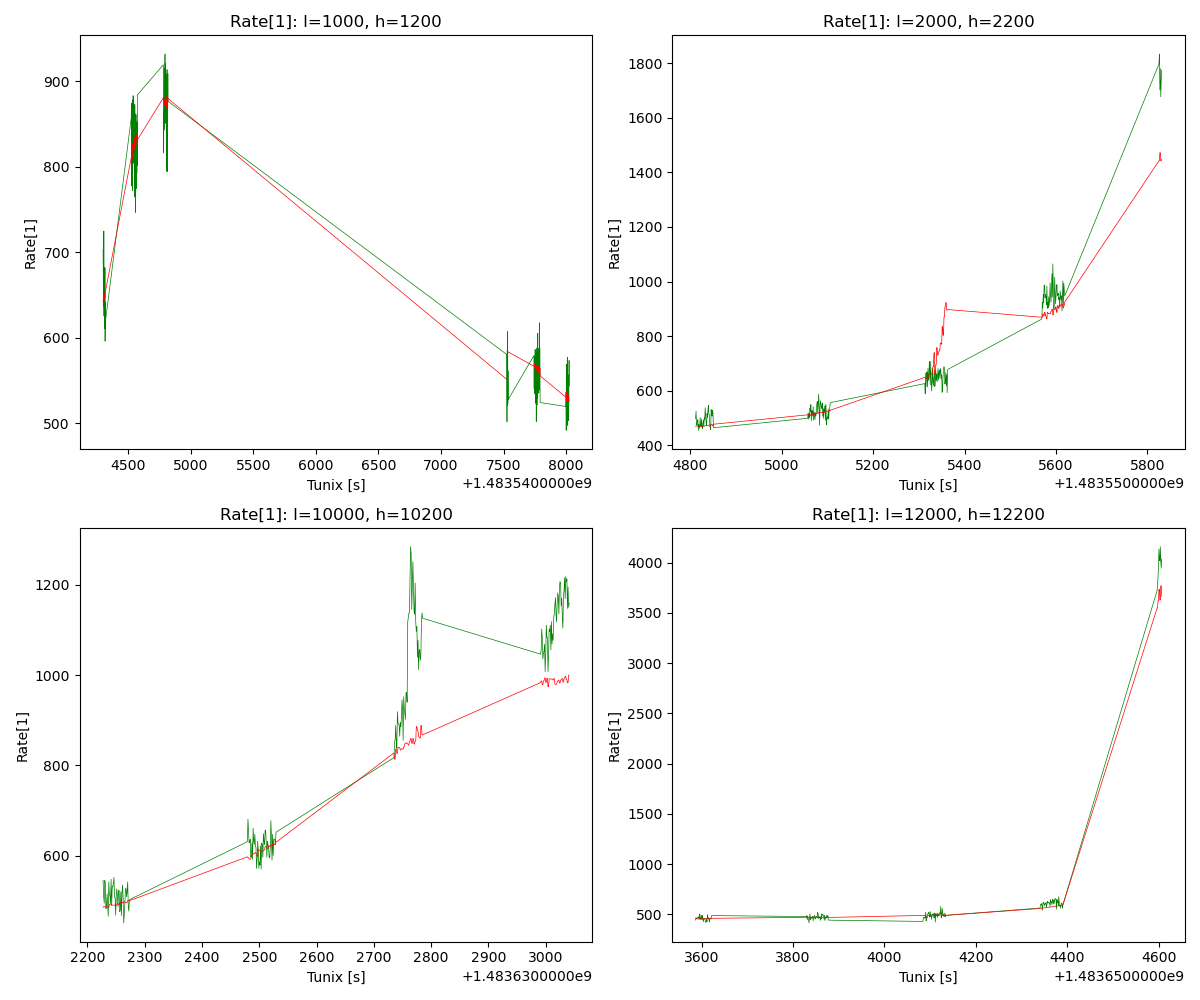 Rate[1]: l=1000, h=1200
Rate[1]
900
800
700
600
500
4500 5000 5500 6000 6500 7000 7500 8000
Tunix [s]
+1.4835400000e9
Rate[1]: l=2000, h=2200
Rate[1]
1800
1600
1400
1200
1000
800
600
400
4800 5000 5200 5400 5600 5800
Tunix [s]
+1.4835500000e9
Rate[1]: l=10000, h=10200
Rate[1]
1200
1000
800
600
2200 2300 2400 2500 2600 2700 2800 2900 3000
Tunix [s]
+1.4836300000e9
Rate[1]: l=12000, h=12200
Rate[1]
4000
3500
3000
2500
2000
1500
1000
500
3600 3800 4000 4200 4400 4600
Tunix [s]
+1.4836500000e9